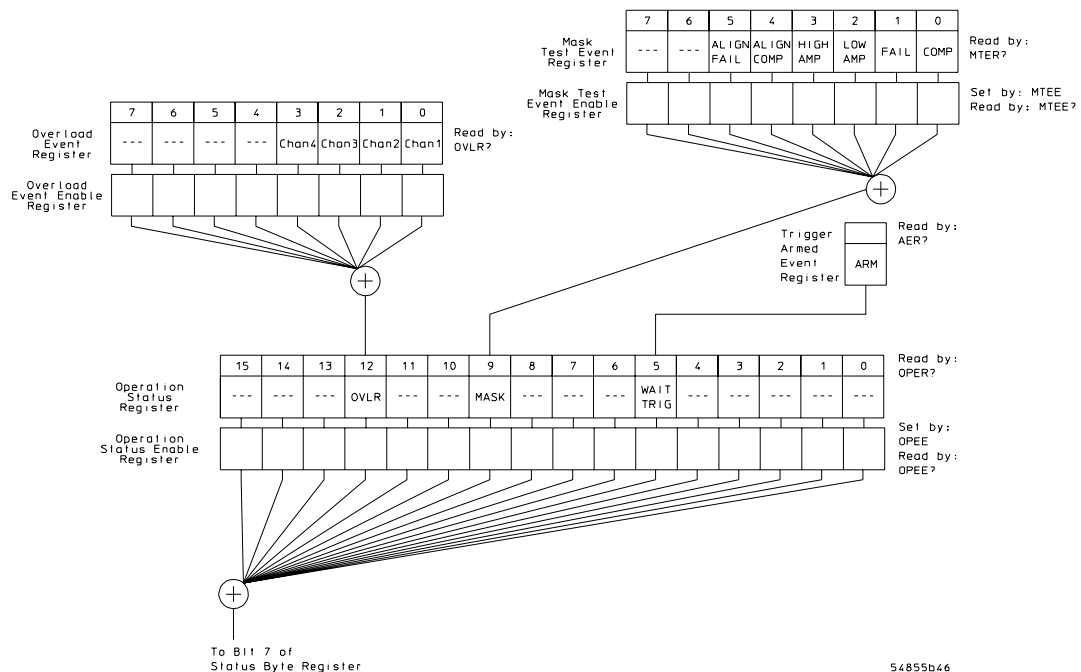 7 6 5 4 3 2 1 0
Mask
Test Event
Register
--- --- ALIGN FAIL ALIGN COMP HIGH AMP LOW AMP FAIL COMP
Read by:
MTER?
Mask Test
Event Enable
Register
Set by: MTEE
Read by: MTEE?
7 6 5 4 3 2 1 0
Overload
Event
Register
--- --- --- --- Chan4 Chan3 Chan2 Chan1
Read by:
OVLR?
Overload
Event Enable
Register
+
Trigger
Armed
Event
Register
ARM
Read by:
AER?
+
15 14 13 12 11 10 9 8 7 6 5 4 3 2 1 0
Operation
Status
Register
--- --- --- OVLR --- --- MASK --- --- --- WAIT TRIG --- --- --- --- ---
Read by:
OPER?
Operation
Status Enable
Register
Set by:
OPEE
Read by:
OPEE?
+
To Bit 7 of
Status Byte Register
54855b46